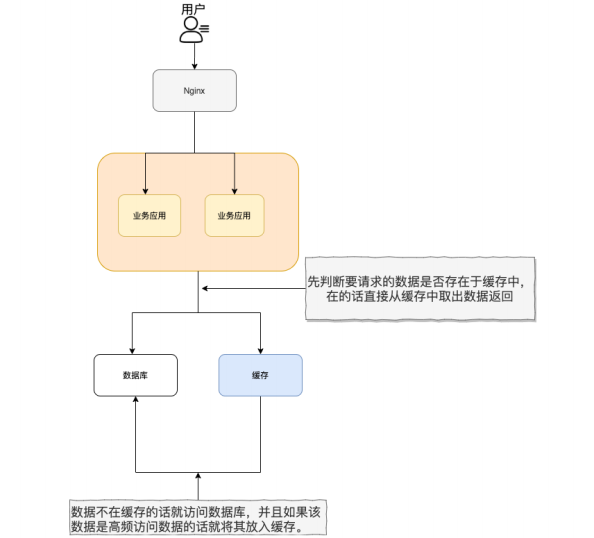 用户
Nginx
业务应用
业务应用
先判断要请求的数据是否存在于缓存中，
在的话直接从缓存中取出数据返回
数据库
缓存
数据不在缓存的话就访问数据库，并且如果该
数据是高频访问数据的话就将其放入缓存。